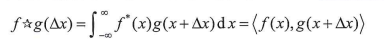 f☆g(Δx) = ∫_{-∞}^{∞} f*(x)g(x + Δx)dx = ⟨f(x), g(x + Δx)⟩